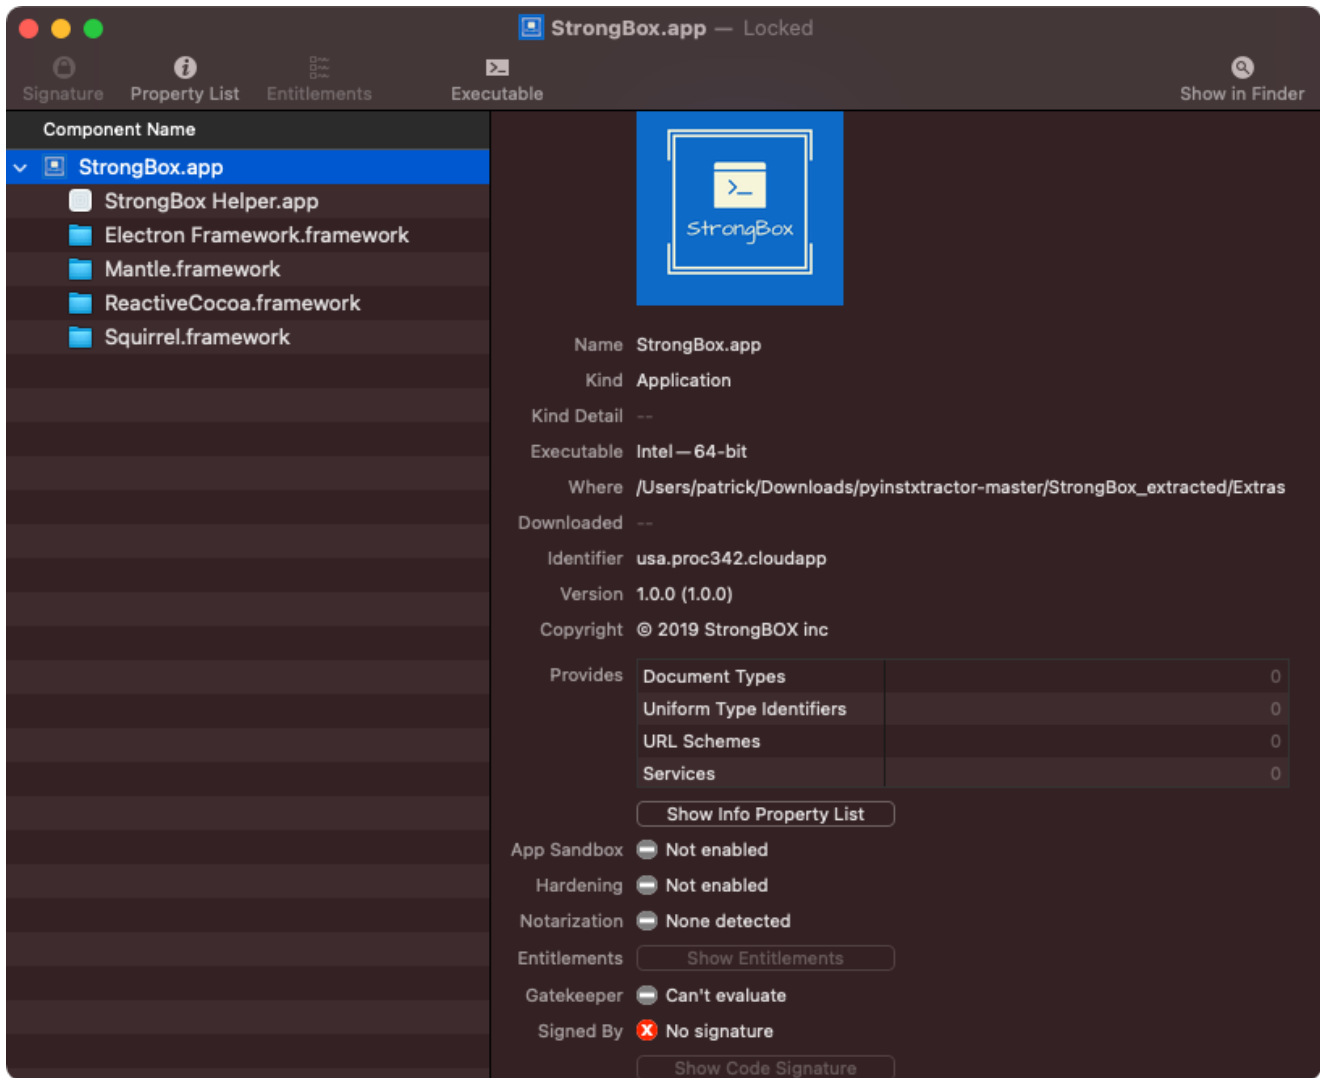 StrongBox.app — Locked
Signature Property List Entitlements Executable Show in Finder
Component Name
StrongBox.app
StrongBox Helper.app
Electron Framework.framework
Mantle.framework
ReactiveCocoa.framework
Squirrel.framework
>_
StrongBox
Name StrongBox.app
Kind Application
Kind Detail --
Executable Intel — 64-bit
Where /Users/patrick/Downloads/pyinstxtractor-master/StrongBox_extracted/Extras
Downloaded --
Identifier usa.proc342.cloudapp
Version 1.0.0 (1.0.0)
Copyright © 2019 StrongBOX inc
Provides Document Types 0
Uniform Type Identifiers 0
URL Schemes 0
Services 0
Show Info Property List
App Sandbox Not enabled
Hardening Not enabled
Notarization None detected
Entitlements Show Entitlements
Gatekeeper Can't evaluate
Signed By No signature
Show Code Signature